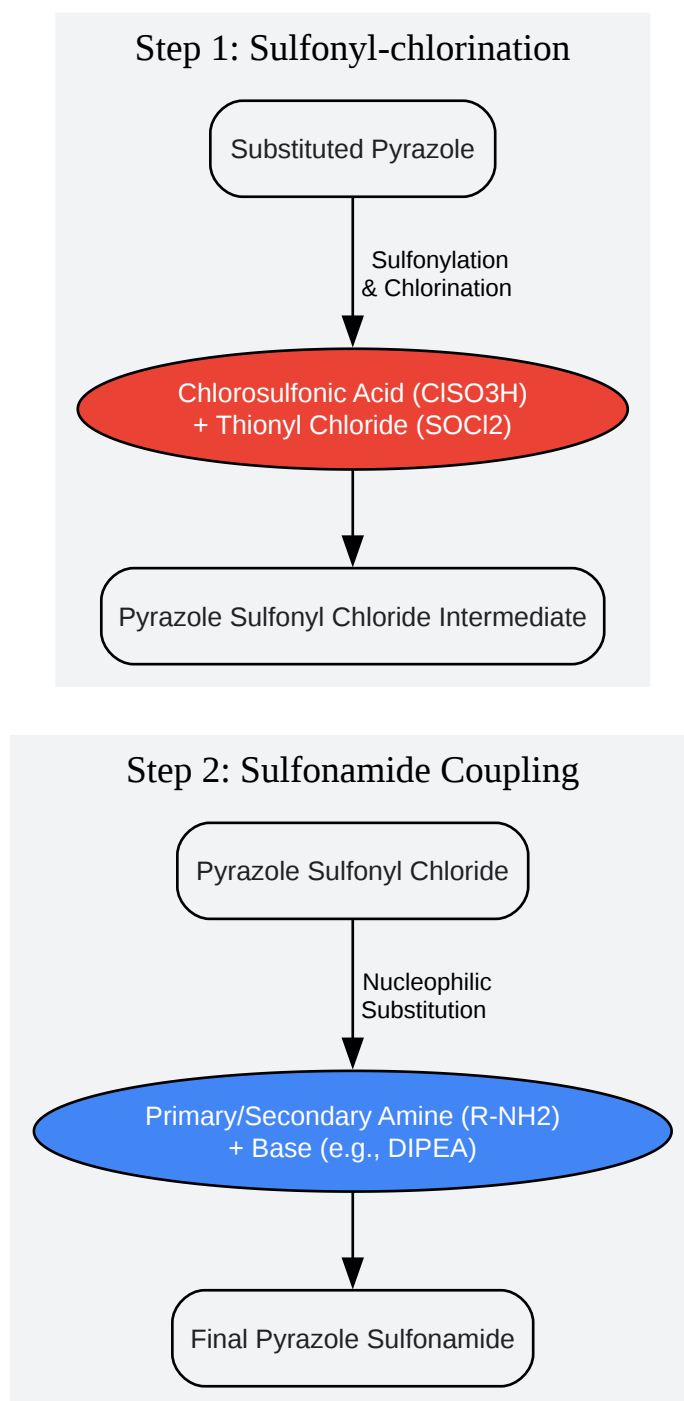 Step 1: Sulfonyl-chlorination
Substituted Pyrazole
Sulfonylation
& Chlorination
Chlorosulfonic Acid (ClSO3H)
+ Thionyl Chloride (SOCl2)
Pyrazole Sulfonyl Chloride Intermediate
Step 2: Sulfonamide Coupling
Pyrazole Sulfonyl Chloride
Nucleophilic
Substitution
Primary/Secondary Amine (R-NH2)
+ Base (e.g., DIPEA)
Final Pyrazole Sulfonamide